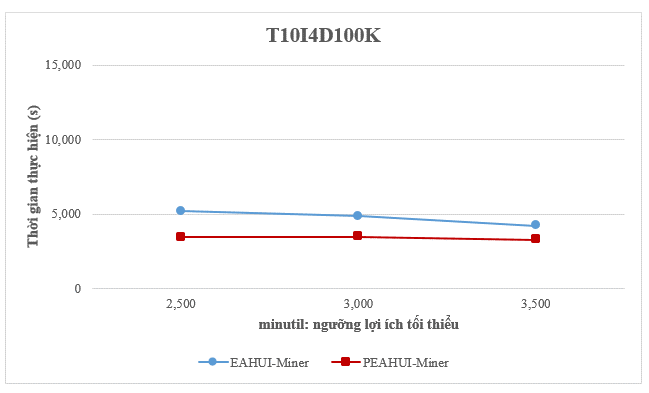 T10I4D100K
15,000
10,000
5,000
0
Thời gian thực hiện (s)
2,500
3,000
3,500
minutil: ngưỡng lợi ích tối thiểu
EAHUI-Miner
PEAHUI-Miner